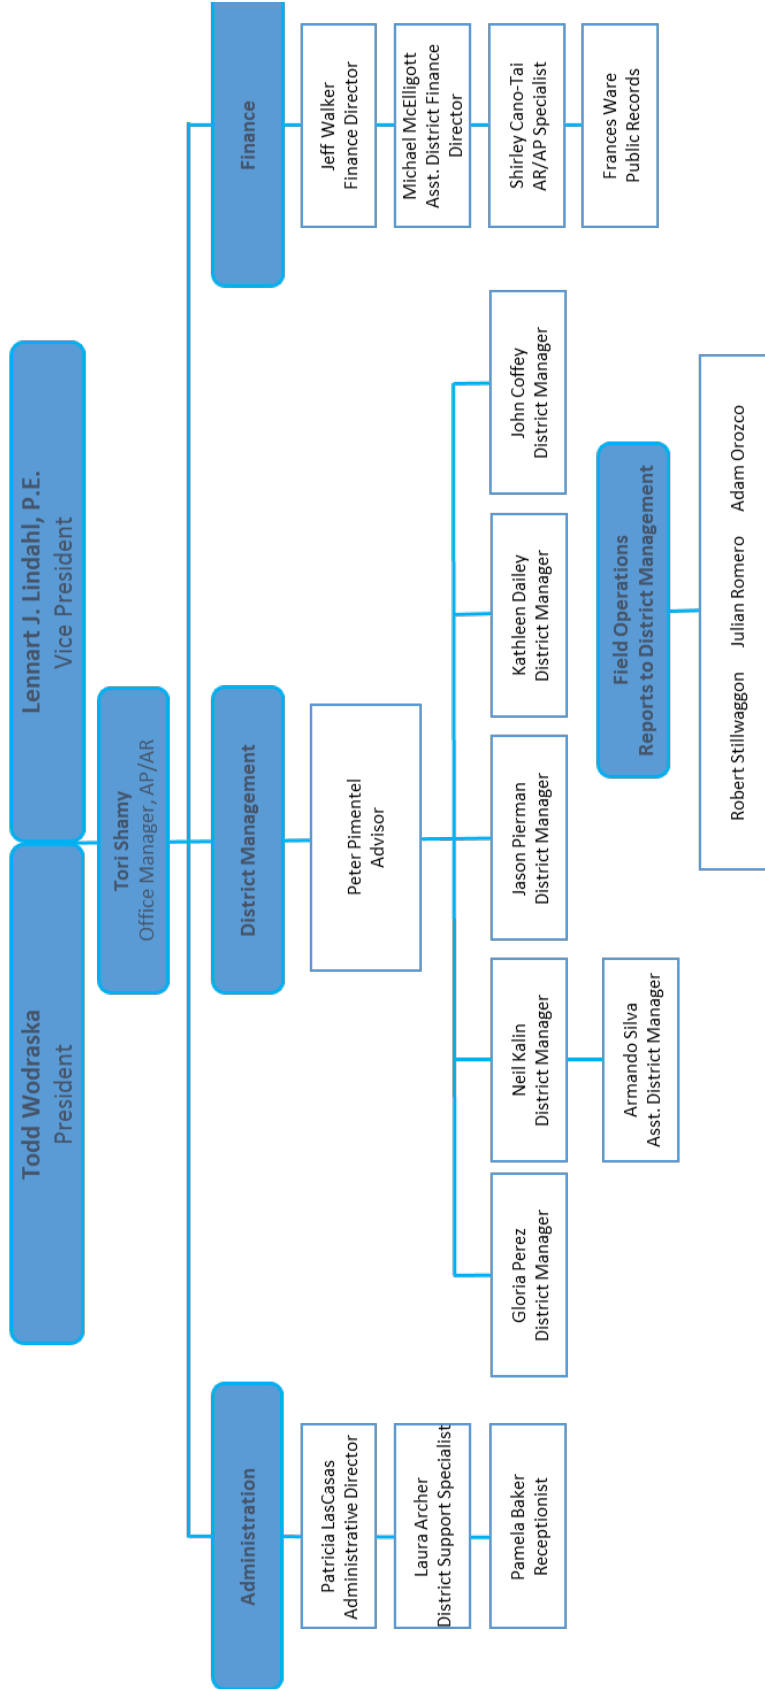 Todd Wodraska
President
Lennart J. Lindahl, P.E.
Vice President
Tori Shamy
Office Manager, AP/AR
Administration
District Management
Finance
Patricia LasCasas
Administrative Director
Laura Archer
District Support Specialist
Pamela Baker
Receptionist
Peter Pimentel
Advisor
Gloria Perez
District Manager
Neil Kalin
District Manager
Jason Pierman
District Manager
Kathleen Dailey
District Manager
John Coffey
District Manager
Armando Silva
Asst. District Manager
Field Operations
Reports to District Management
Robert Stillwaggon Julian Romero Adam Orozco
Jeff Walker
Finance Director
Michael McElligott
Asst. District Finance
Director
Shirley Cano-Tai
AR/AP Specialist
Frances Ware
Public Records